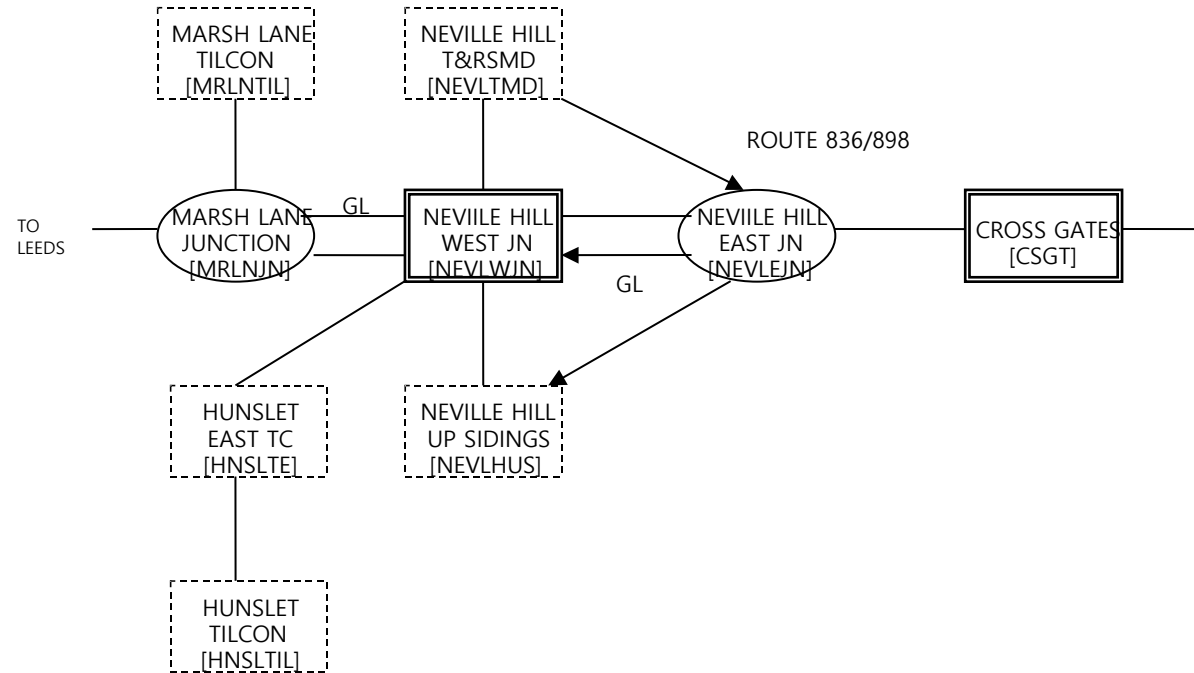 MARSH LANE
TILCON
[MRLNTIL]
NEVILLE HILL
T&RSMD
[NEVLTMD]
ROUTE 836/898
TO
LEEDS
MARSH LANE
JUNCTION
[MRLNJN]
GL
NEVIILE HILL
WEST JN
[NEVLWJN]
GL
NEVIILE HILL
EAST JN
[NEVLEJN]
CROSS GATES
[CSGT]
HUNSLET
EAST TC
[HNSLTE]
NEVILLE HILL
UP SIDINGS
[NEVLHUS]
HUNSLET
TILCON
[HNSLTIL]